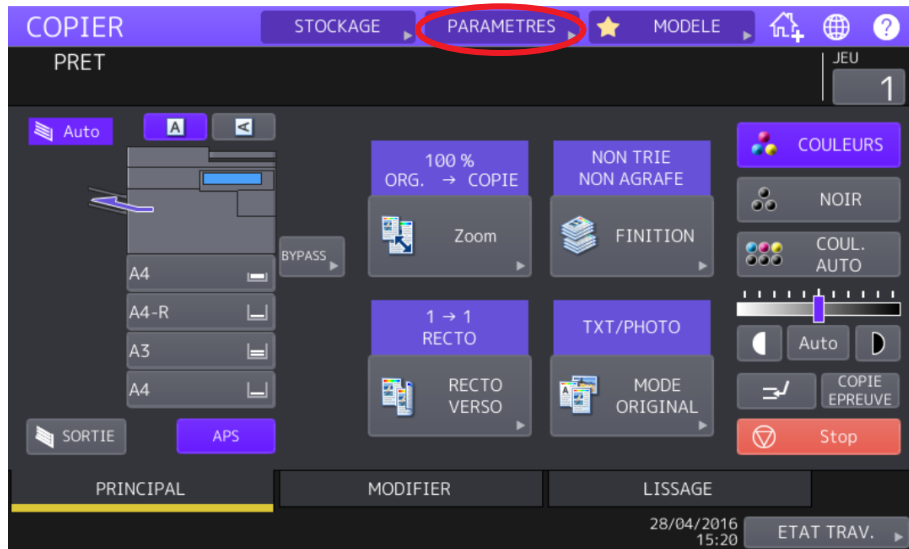 COPIER
STOCKAGE
PARAMETRES
MODELE
?
PRET
JEU
1
Auto
A
A
100 %
ORG. → COPIE
Zoom
NON TRIE
NON AGRAFE
FINITION
COULEURS
NOIR
COUL.
AUTO
BYPASS
A4
A4-R
A3
A4
1 → 1
RECTO
RECTO
VERSO
TXT/PHOTO
MODE
ORIGINAL
Auto
COPIE
EPREUVE
SORTIE
APS
Stop
PRINCIPAL
MODIFIER
LISSAGE
28/04/2016
15:20
ETAT TRAV.